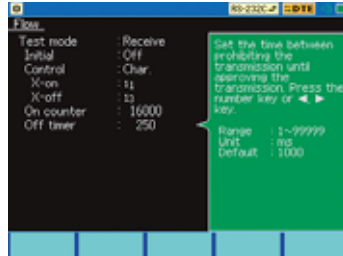 RS-232C
:DTE
Flow
Test mode : Receive
Initial : Off
Control : Char.
X-on : 11
X-off : 13
On counter : 16000
Off timer : 250
Set the time between
prohibiting the
transmission until
approving the
transmission. Press the
number key or ◀, ▶
key.
Range : 1~99999
Unit : ms
Default : 1000